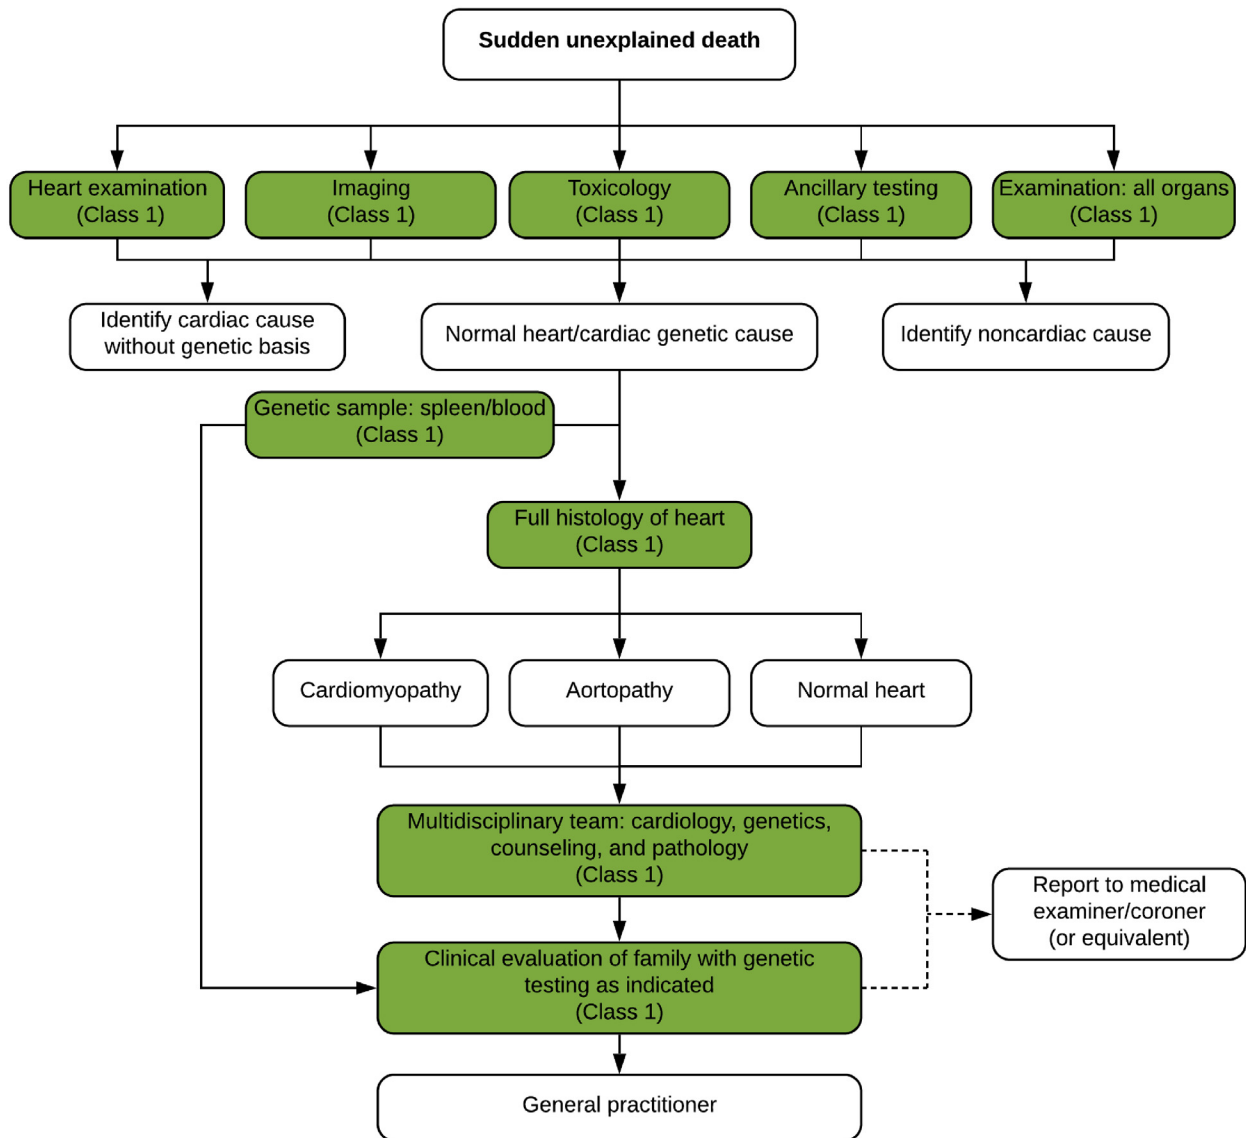 Sudden unexplained death
Heart examination
(Class 1)
Imaging
(Class 1)
Toxicology
(Class 1)
Ancillary testing
(Class 1)
Examination: all organs
(Class 1)
Identify cardiac cause
without genetic basis
Normal heart/cardiac genetic cause
Identify noncardiac cause
Genetic sample: spleen/blood
(Class 1)
Full histology of heart
(Class 1)
Cardiomyopathy
Aortopathy
Normal heart
Multidisciplinary team: cardiology, genetics,
counseling, and pathology
(Class 1)
Report to medical
examiner/coroner
(or equivalent)
Clinical evaluation of family with genetic
testing as indicated
(Class 1)
General practitioner